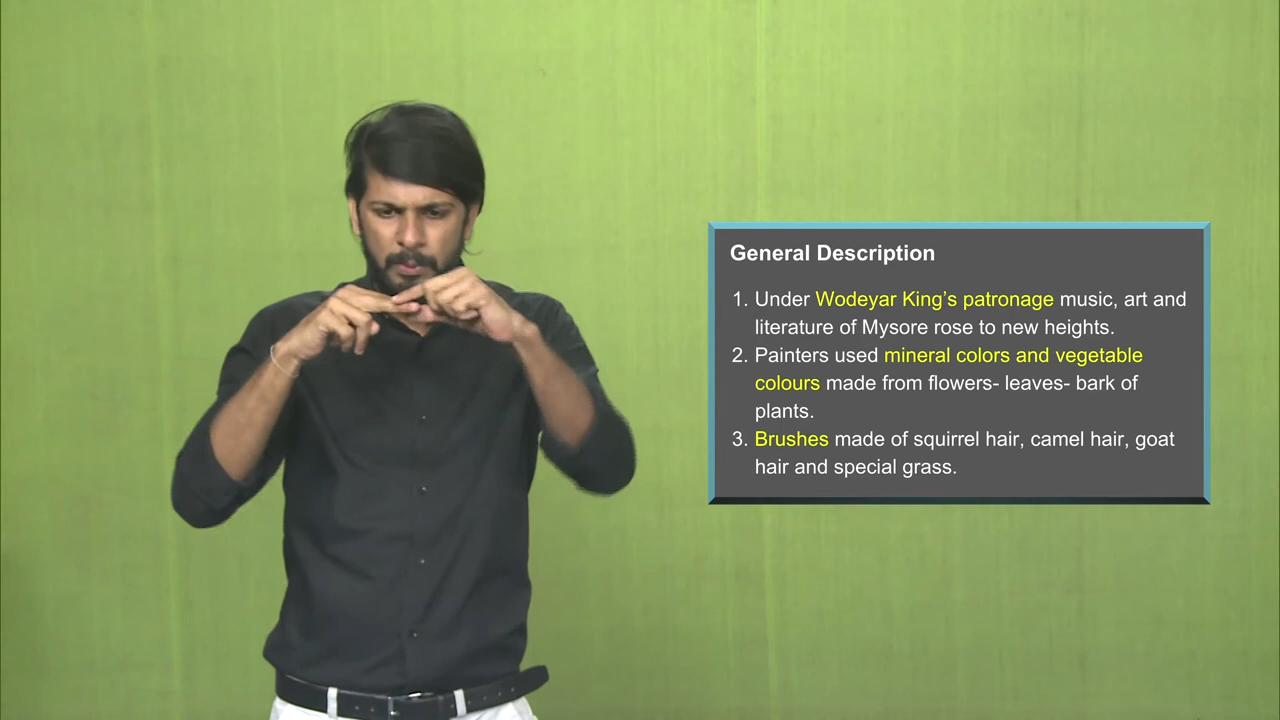 General Description
1. Under Wodeyar King’s patronage music, art and
literature of Mysore rose to new heights.
2. Painters used mineral colors and vegetable
colours made from flowers- leaves- bark of
plants.
3. Brushes made of squirrel hair, camel hair, goat
hair and special grass.